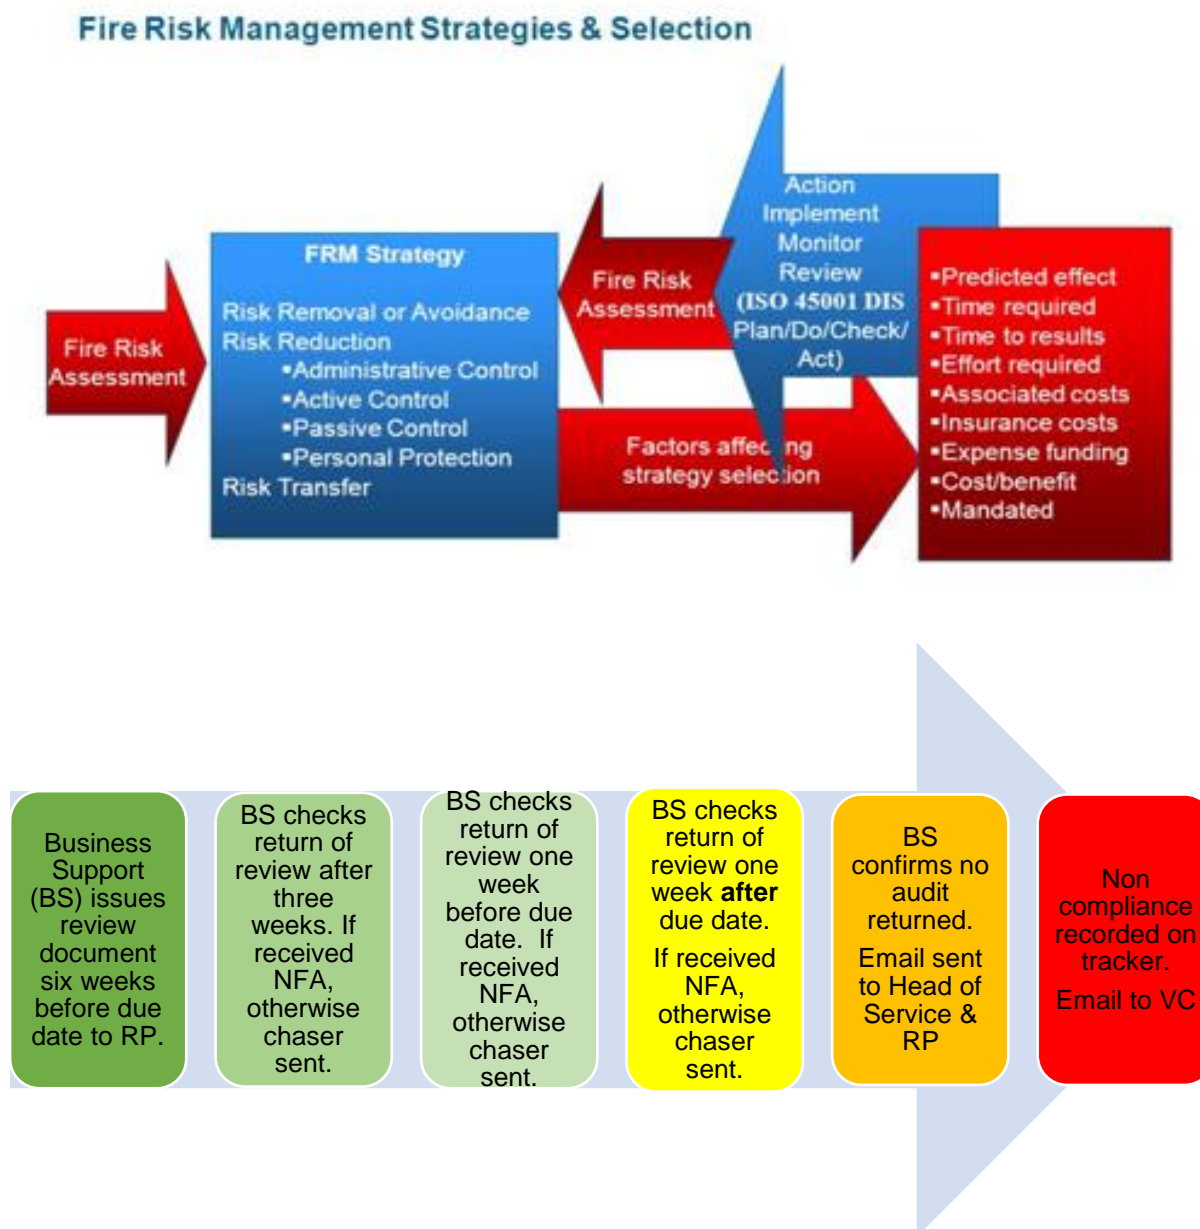 Fire Risk Management Strategies & Selection
Fire Risk
Assessment
FRM Strategy
Risk Removal or Avoidance
Risk Reduction
▪Administrative Control
▪Active Control
▪Passive Control
▪Personal Protection
Risk Transfer
Fire Risk
Assessment
Action
Implement
Monitor
Review
(ISO 45001 DIS
Plan/Do/Check/
Act)
Factors affecting
strategy selection
▪Predicted effect
▪Time required
▪Time to results
▪Effort required
▪Associated costs
▪Insurance costs
▪Expense funding
▪Cost/benefit
▪Mandated
Business
Support
(BS) issues
review
document
six weeks
before due
date to RP.
BS checks
return of
review after
three
weeks. If
received
NFA,
otherwise
chaser
sent.
BS checks
return of
review one
week
before due
date. If
received
NFA,
otherwise
chaser
sent.
BS checks
return of
review one
week after
due date.
If received
NFA,
otherwise
chaser
sent.
BS
confirms no
audit
returned.
Email sent
to Head of
Service &
RP
Non
compliance
recorded on
tracker.
Email to VC